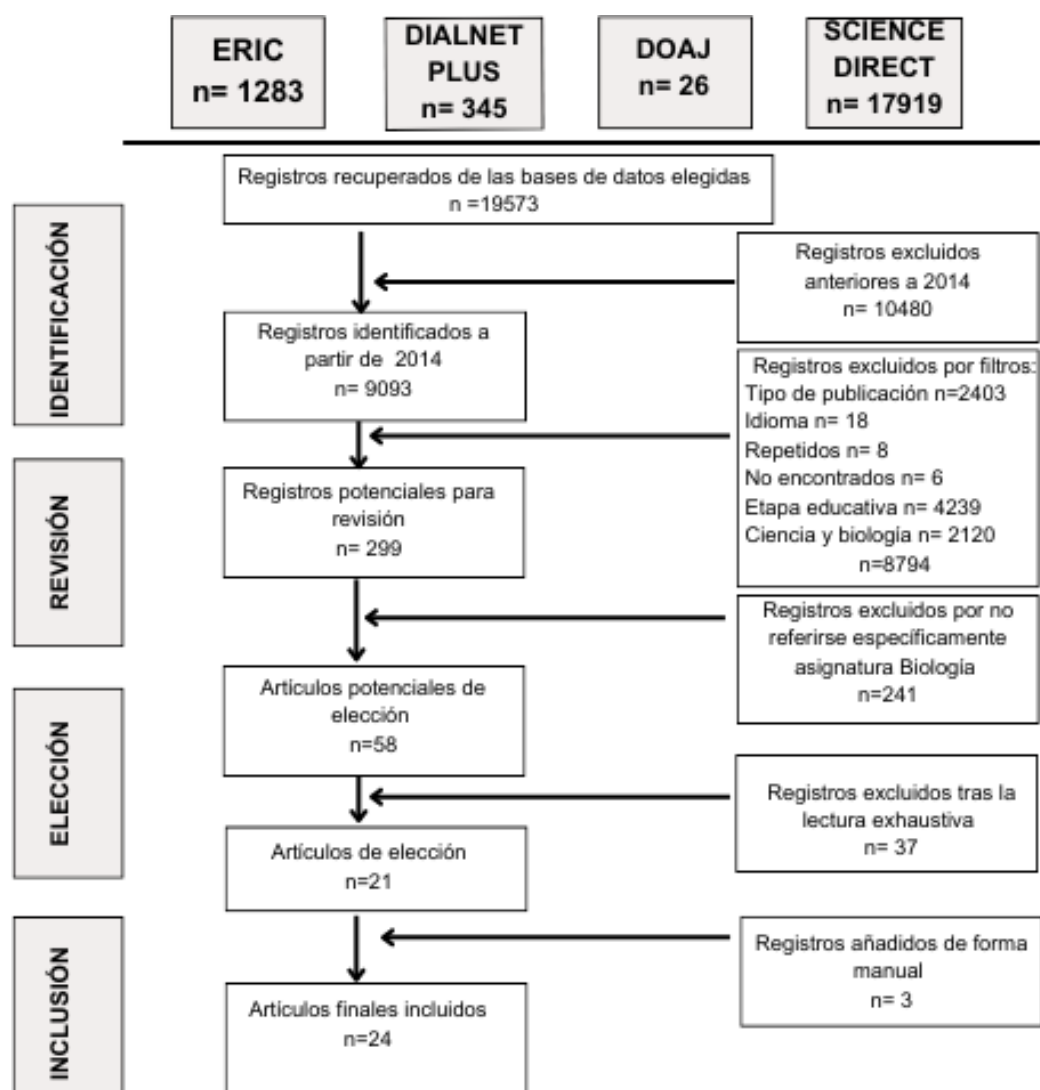 ERIC
n= 1283
DIALNET
PLUS
n= 345
DOAJ
n= 26
SCIENCE
DIRECT
n= 17919
Registros recuperados de las bases de datos elegidas
n =19573
IDENTIFICACIÓN
Registros excluidos
anteriores a 2014
n= 10480
Registros identificados a
partir de 2014
n= 9093
Registros excluidos por filtros:
Tipo de publicación n=2403
Idioma n= 18
Repetidos n= 8
No encontrados n= 6
Etapa educativa n= 4239
Ciencia y biología n= 2120
n=8794
REVISIÓN
Registros potenciales para
revisión
n= 299
Registros excluidos por no
referirse específicamente
asignatura Biología
n=241
ELECCIÓN
Artículos potenciales de
elección
n=58
Registros excluidos tras la
lectura exhaustiva
n= 37
Artículos de elección
n=21
INCLUSIÓN
Registros añadidos de forma
manual
n= 3
Artículos finales incluidos
n=24